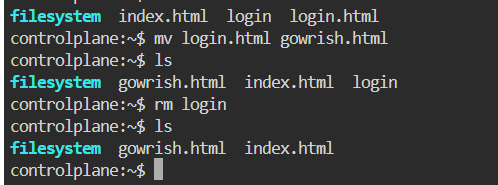 filesystem index.html login login.html
controlplane:~$ mv login.html gowrish.html
controlplane:~$ ls
filesystem gowrish.html index.html login
controlplane:~$ rm login
controlplane:~$ ls
filesystem gowrish.html index.html
controlplane:~$